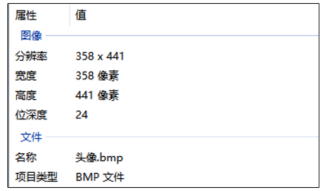 属性 值
图像
分辨率 358 x 441
宽度 358 像素
高度 441 像素
位深度 24
文件
名称 头像.bmp
项目类型 BMP 文件